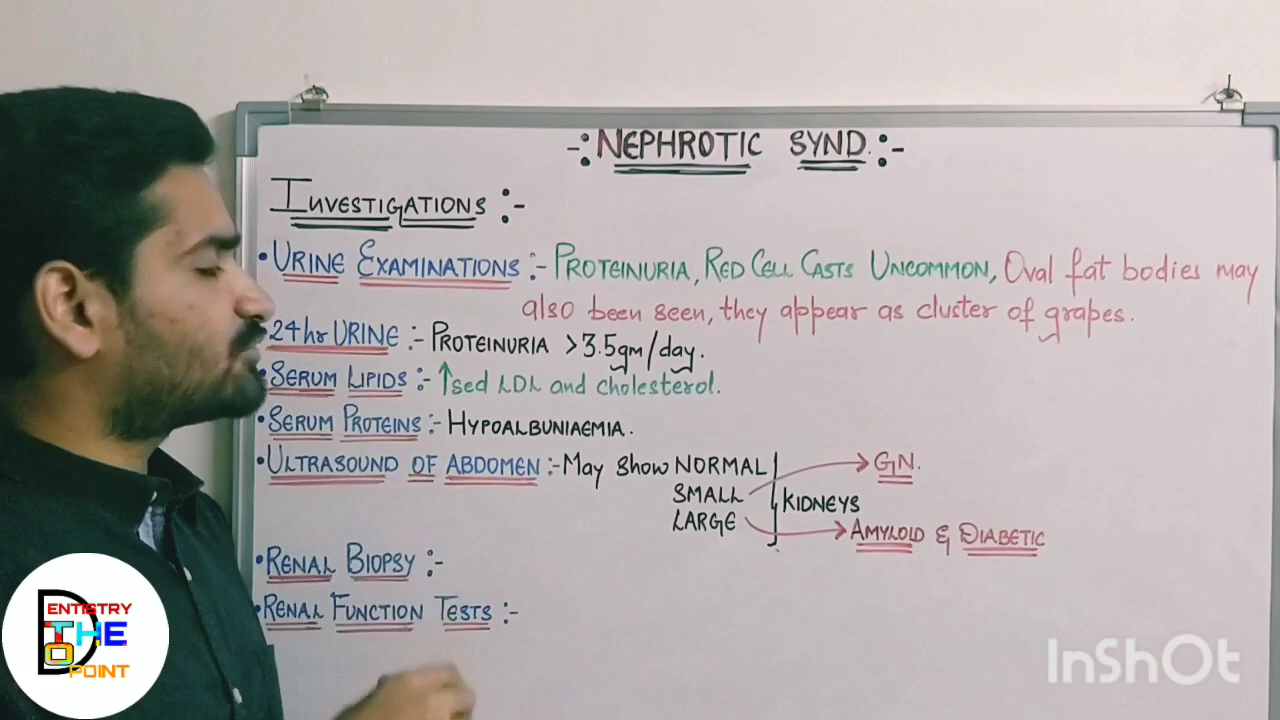 -: NEPHROTIC SYND. :-
INVESTIGATIONS :-
• URINE EXAMINATIONS :- PROTEINURIA, RED CELL CASTS UNCOMMON, Oval fat bodies may
also been seen, they appear as cluster of grapes.
24hr URINE :- PROTEINURIA > 3.5gm/day.
• SERUM LIPIDS :- ↑sed LDL and cholesterol.
• SERUM PROTEINS :- HYPOALBUNIAEMIA.
• ULTRASOUND OF ABDOMEN :- May show NORMAL → GN.
SMALL
KIDNEYS
LARGE
→ AMYLOID & DIABETIC
• RENAL BIOPSY :-
• RENAL FUNCTION TESTS :-
DENTISTRY
THE
TO
POINT
InShOt